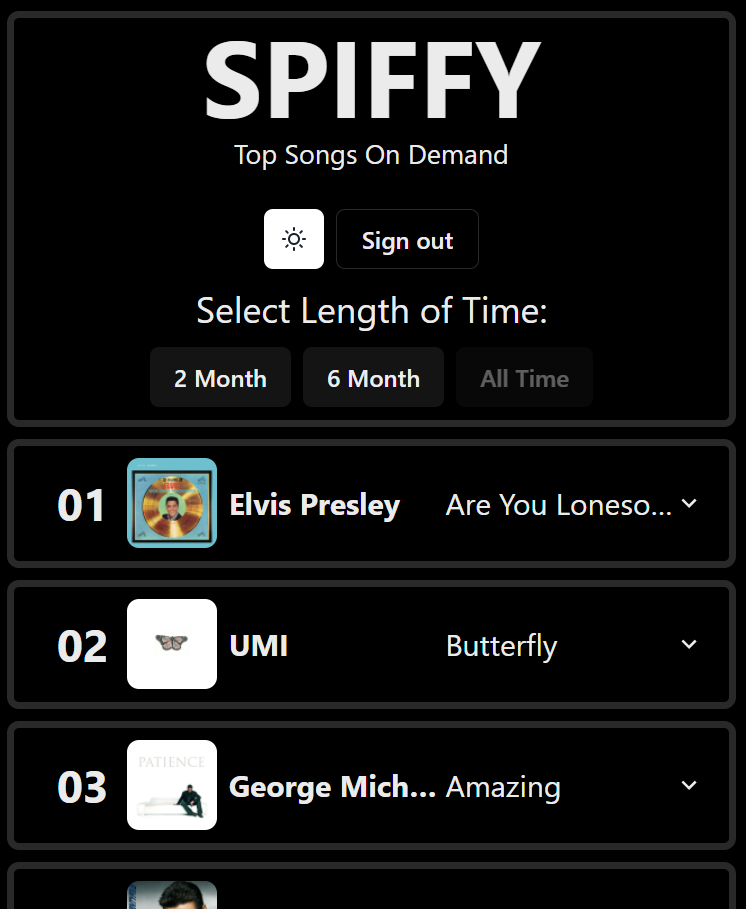 SPIFFY
Top Songs On Demand
Sign out
Select Length of Time:
2 Month 6 Month All Time
01 Elvis Presley Are You Loneso...
02 UMI Butterfly
PATIENCE
03 George Mich... Amazing